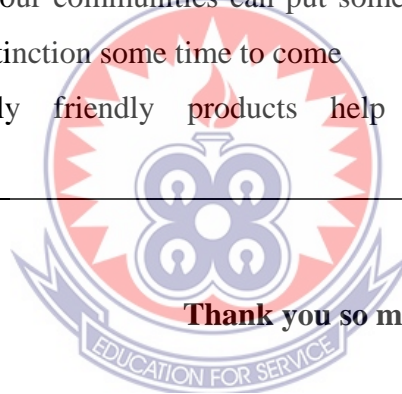 our communities can put some
tinction some time to come
ly friendly products help
Thank you so m
EDUCATION FOR SERVICE